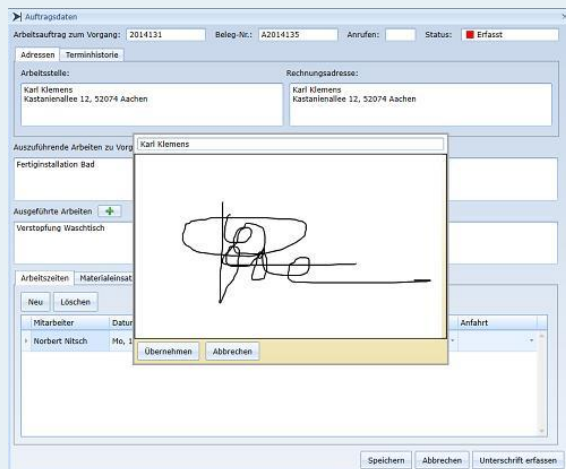 Auftragsdaten
Arbeitsauftrag zum Vorgang: 2014131 Beleg-Nr.: A2014135 Anrufen: Status: Erfasst
Adressen Terminhistorie
Arbeitsstelle: Rechnungsadresse:
Karl Klemens Karl Klemens
Kastanienallee 12, 52074 Aachen Kastanienallee 12, 52074 Aachen
Auszuführende Arbeiten zu Vorg
Karl Klemens
Fertiginstallation Bad
Ausgeführte Arbeiten
Verstopfung Waschtisch
Arbeitszeiten Materialeinsat
Neu Löschen
Mitarbeiter Datur Anfahrt
Norbert Nitsch Mo, 1
Übernehmen Abbrechen
Speichern Abbrechen Unterschrift erfassen